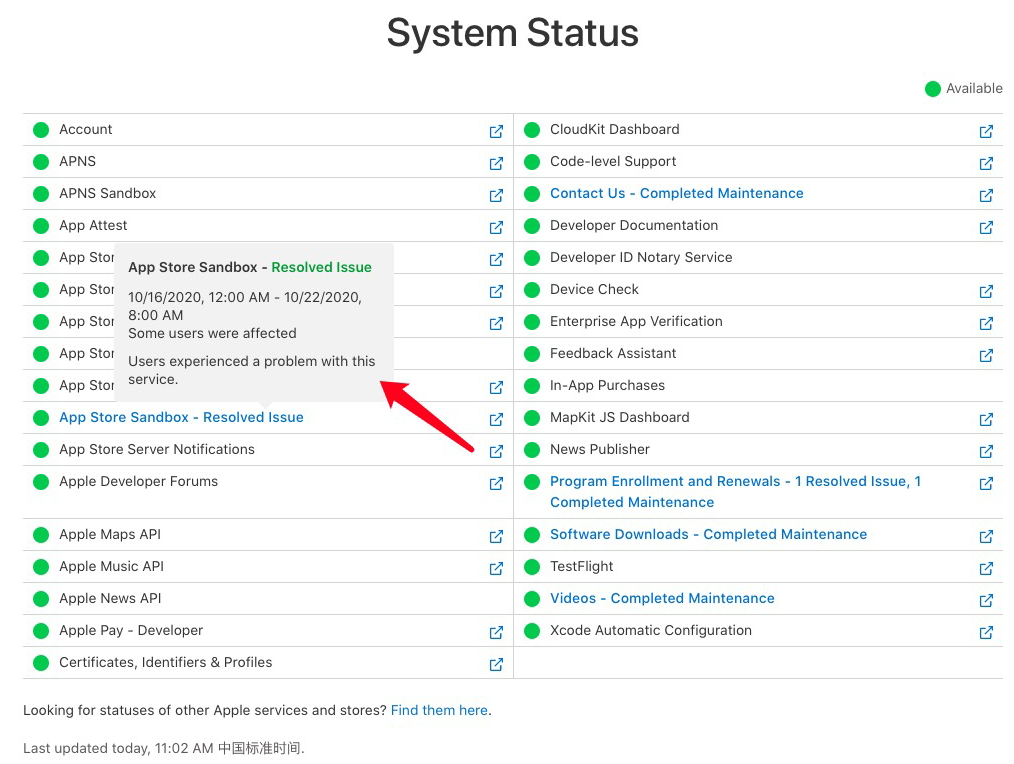 System Status
Available
Account
APNS
APNS Sandbox
App Attest
App Stor
App Stor
App Stor
App Stor
App Stor
App Store Sandbox - Resolved Issue
10/16/2020, 12:00 AM - 10/22/2020,
8:00 AM
Some users were affected
Users experienced a problem with this
service.
App Store Sandbox - Resolved Issue
App Store Server Notifications
Apple Developer Forums
Apple Maps API
Apple Music API
Apple News API
Apple Pay - Developer
Certificates, Identifiers & Profiles
CloudKit Dashboard
Code-level Support
Contact Us - Completed Maintenance
Developer Documentation
Developer ID Notary Service
Device Check
Enterprise App Verification
Feedback Assistant
In-App Purchases
MapKit JS Dashboard
News Publisher
Program Enrollment and Renewals - 1 Resolved Issue, 1
Completed Maintenance
Software Downloads - Completed Maintenance
TestFlight
Videos - Completed Maintenance
Xcode Automatic Configuration
Looking for statuses of other Apple services and stores? Find them here.
Last updated today, 11:02 AM 中国标准时间.